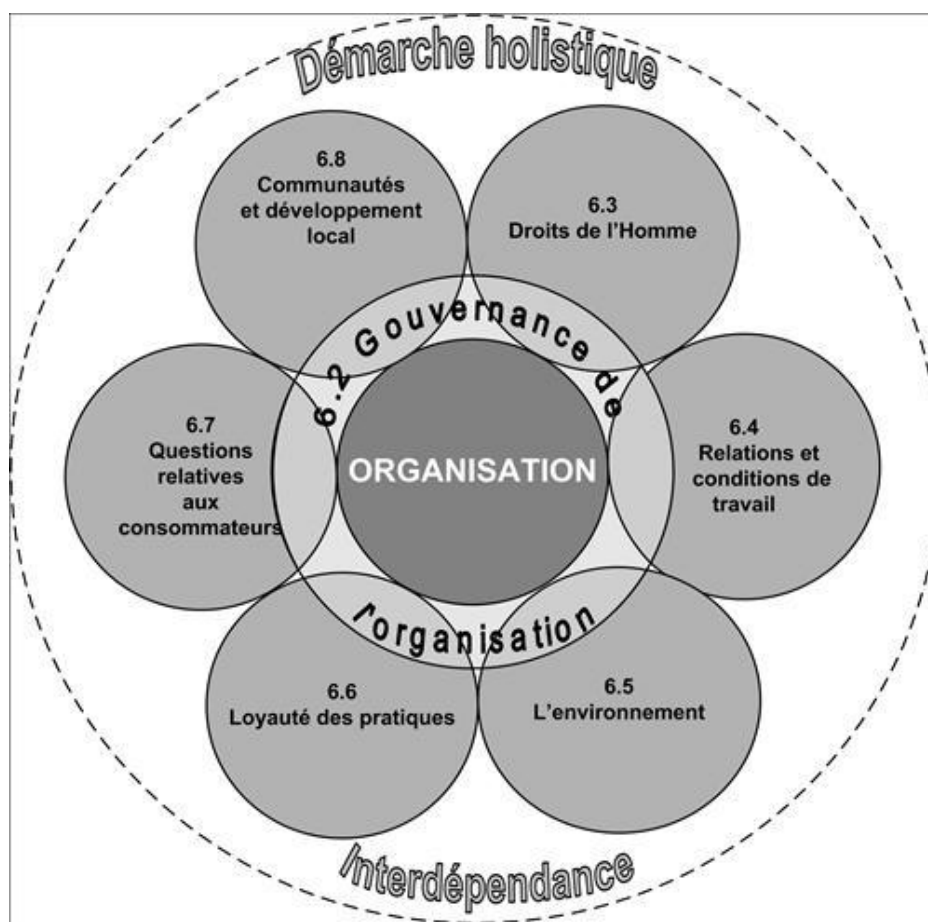 Démarche holistique
6.8
Communautés
et développement
local
6.3
Droits de l'Homme
6.2 Gouvernance de
l'organisation
6.7
Questions
relatives
aux
consommateurs
ORGANISATION
6.4
Relations et
conditions de
travail
6.6
Loyauté des pratiques
6.5
L'environnement
Interdépendance